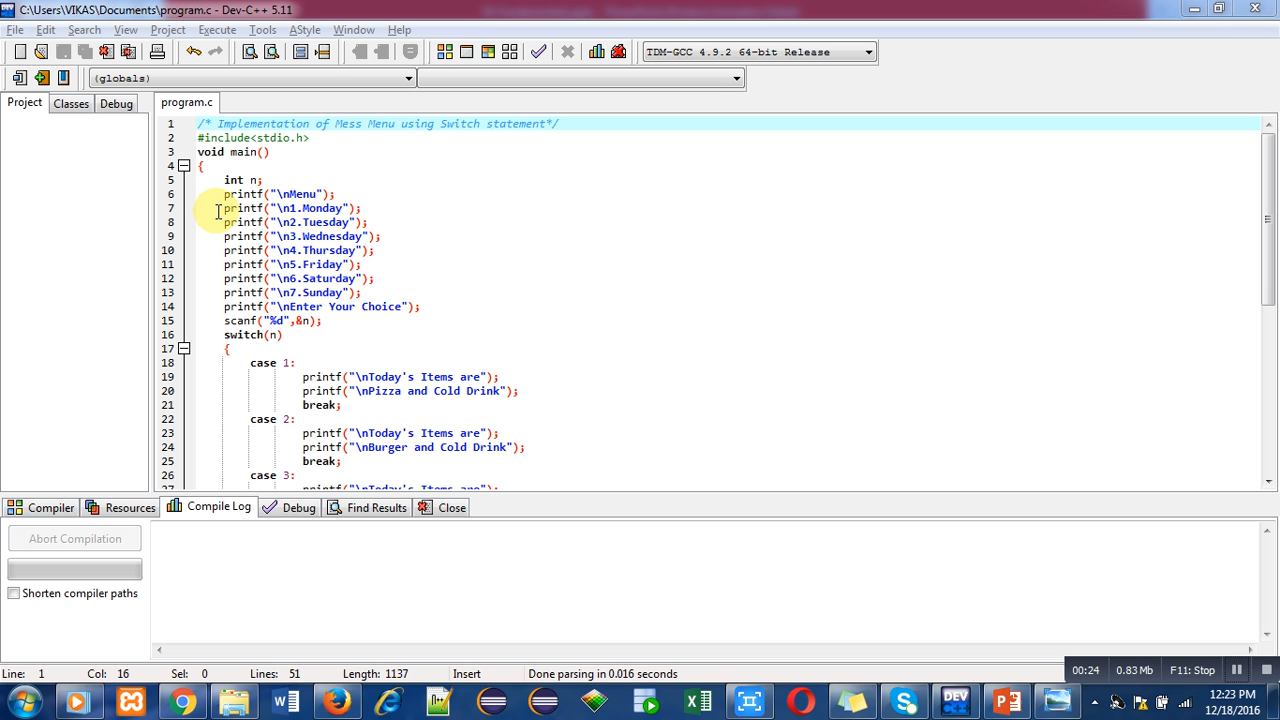 C:\Users\VIKAS\Documents\program.c - Dev-C++ 5.11
File Edit Search View Project Execute Tools AStyle Window Help
TDM-GCC 4.9.2 64-bit Release
(globals)
Project Classes Debug program.c
1 /* Implementation of Mess Menu using Switch statement*/
2 #include<stdio.h>
3 void main()
4 {
5 int n;
6 printf("\nMenu");
7 printf("\n1.Monday");
8 printf("\n2.Tuesday");
9 printf("\n3.Wednesday");
10 printf("\n4.Thursday");
11 printf("\n5.Friday");
12 printf("\n6.Saturday");
13 printf("\n7.Sunday");
14 printf("\nEnter Your Choice");
15 scanf("%d",&n);
16 switch(n)
17 {
18 case 1:
19 printf("\nToday's Items are");
20 printf("\nPizza and Cold Drink");
21 break;
22 case 2:
23 printf("\nToday's Items are");
24 printf("\nBurger and Cold Drink");
25 break;
26 case 3:
27 printf("\nToday's Items are");
Compiler Resources Compile Log Debug Find Results Close
Abort Compilation
Shorten compiler paths
Line: 1 Col: 16 Sel: 0 Lines: 51 Length: 1137 Insert Done parsing in 0.016 seconds
00:24 0.83 Mb F11: Stop
12:23 PM
12/18/2016